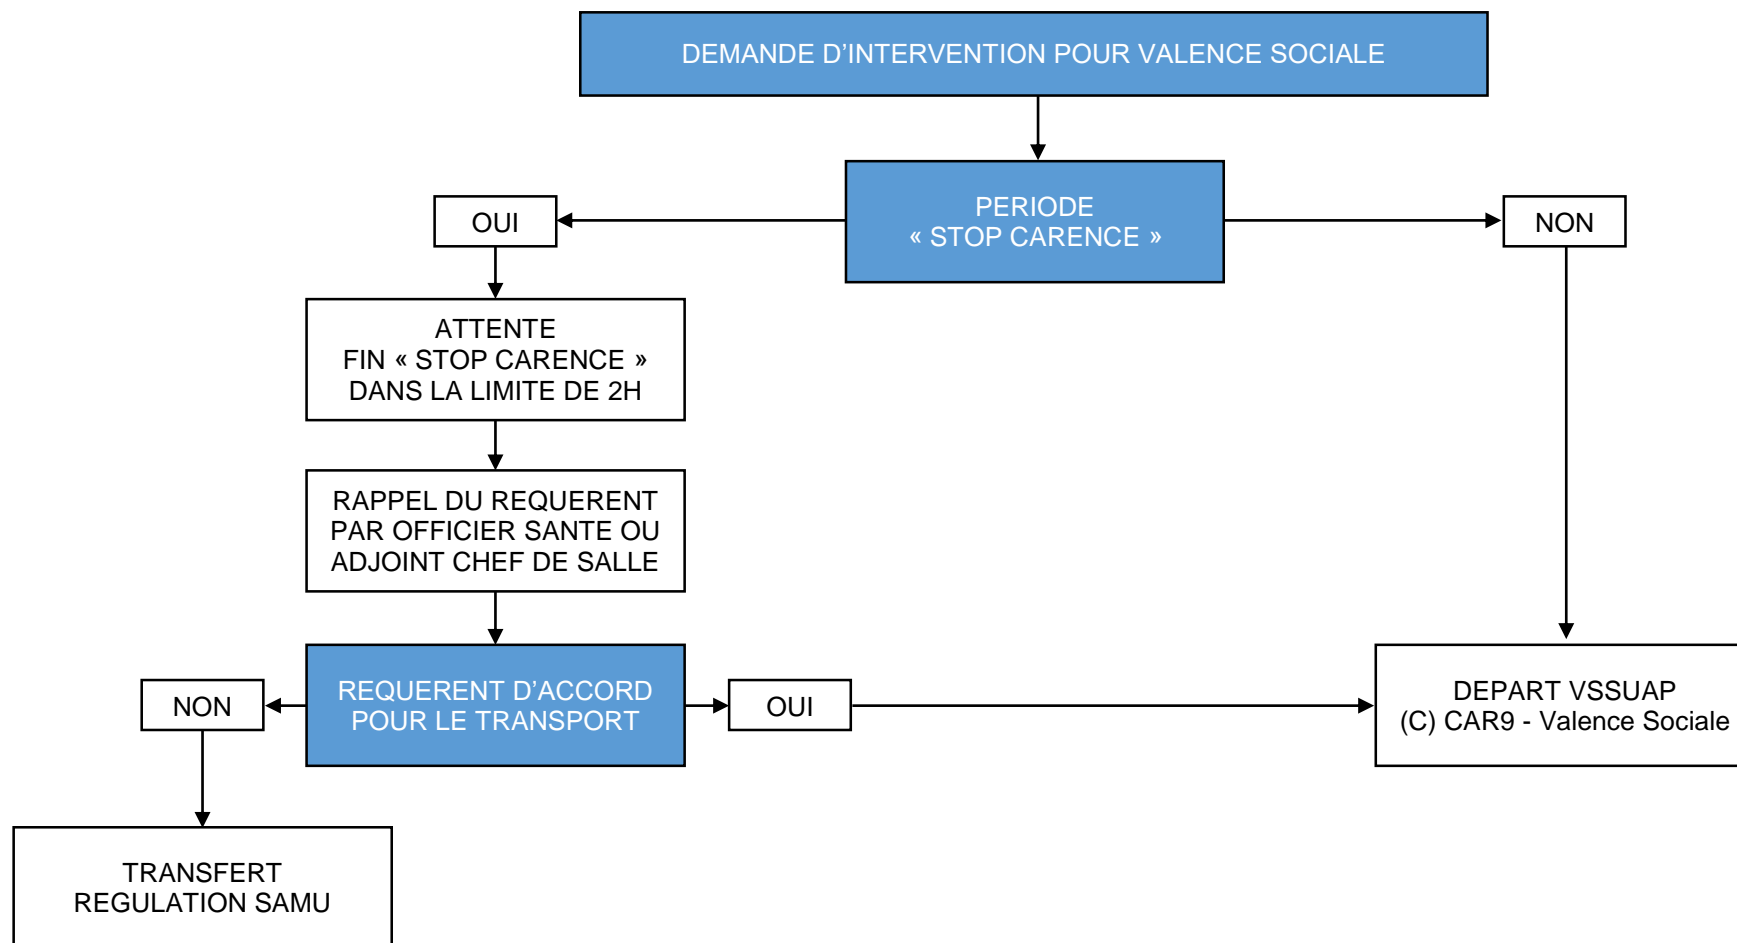 DEMANDE D’INTERVENTION POUR VALENCE SOCIALE
PERIODE
« STOP CARENCE »
OUI
NON
ATTENTE
FIN « STOP CARENCE »
DANS LA LIMITE DE 2H
RAPPEL DU REQUERENT
PAR OFFICIER SANTE OU
ADJOINT CHEF DE SALLE
NON
REQUERENT D’ACCORD
POUR LE TRANSPORT
OUI
DEPART VSSUAP
(C) CAR9 - Valence Sociale
TRANSFERT
REGULATION SAMU